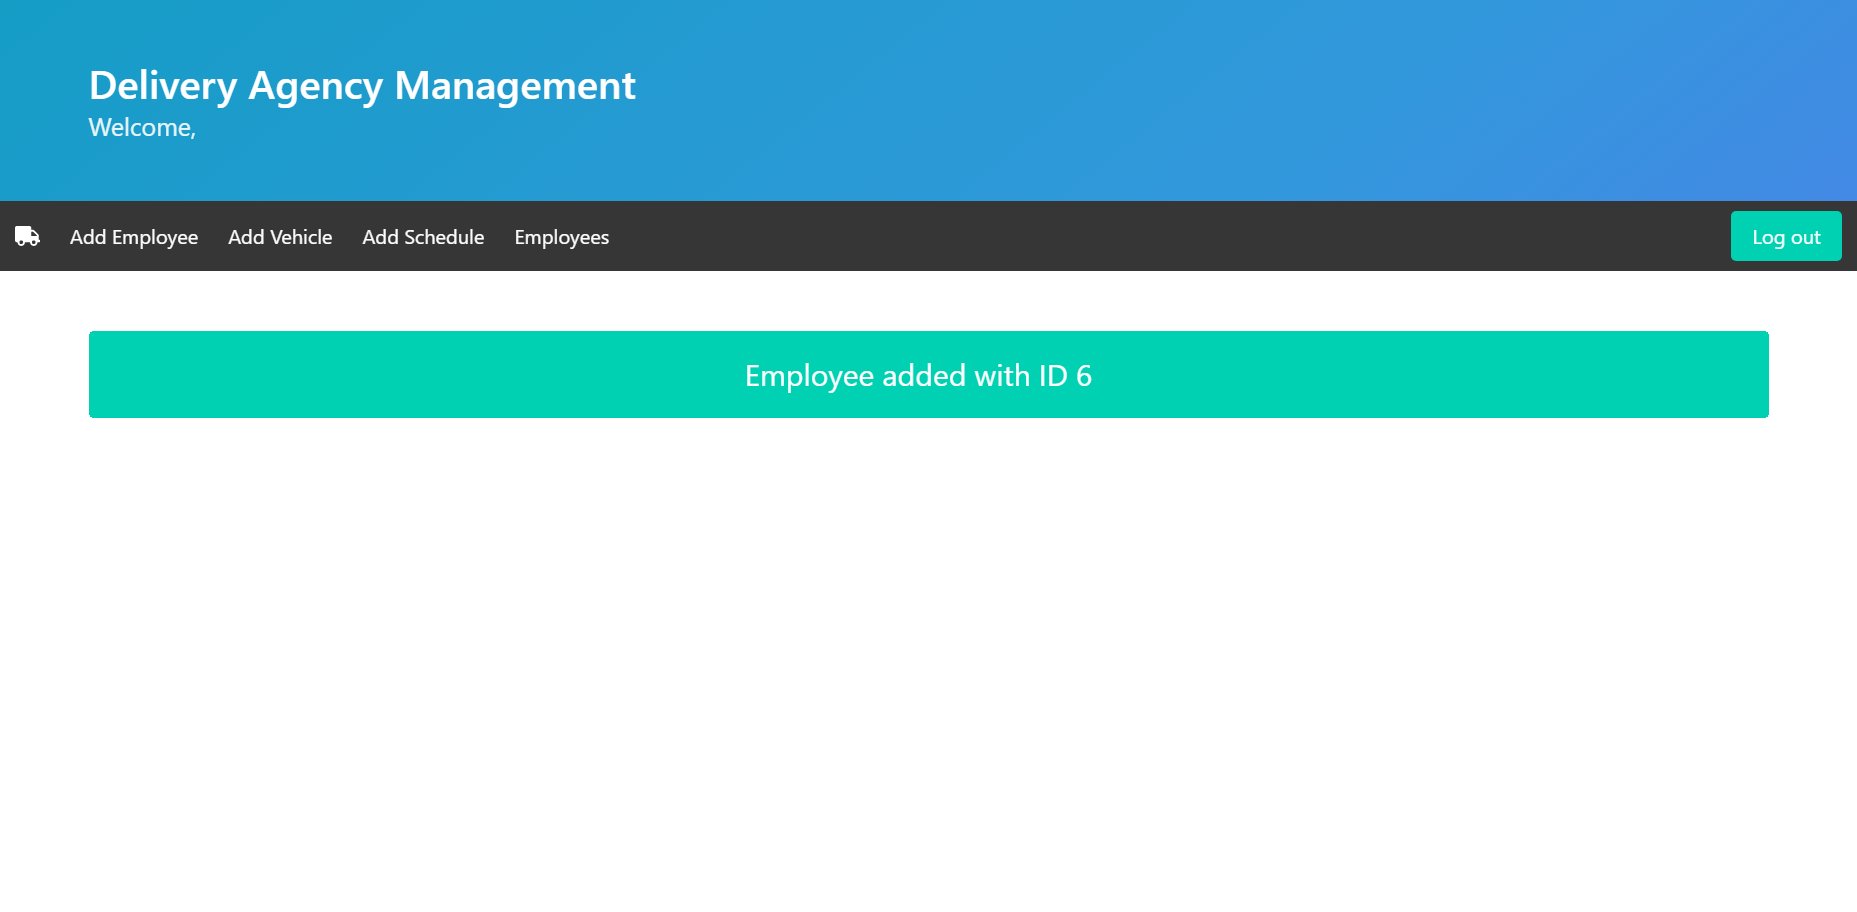 Delivery Agency Management
Welcome,
Add Employee Add Vehicle Add Schedule Employees Log out
Employee added with ID 6